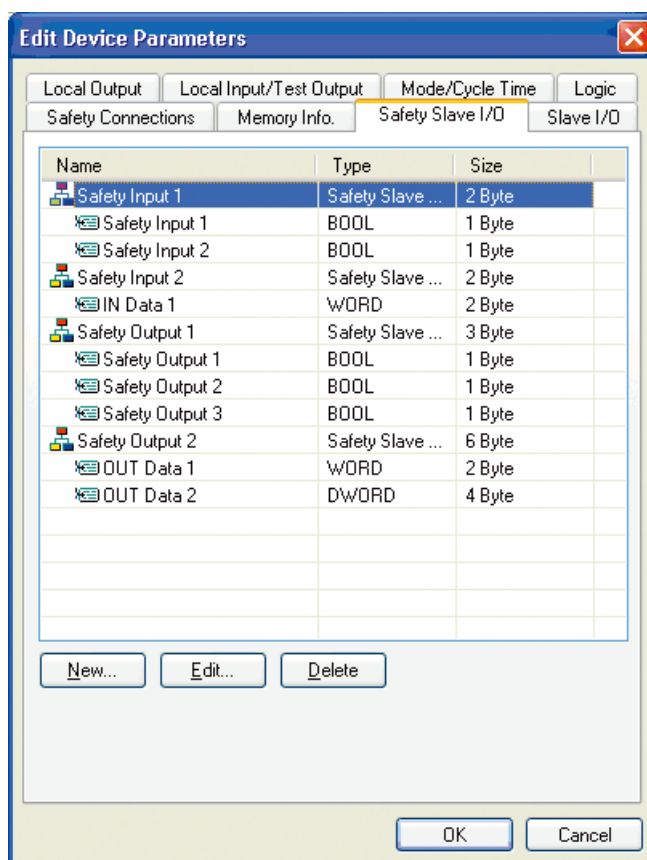 Edit Device Parameters
Local Output Local Input/Test Output Mode/Cycle Time Logic
Safety Connections Memory Info. Safety Slave I/O Slave I/O
Name Type Size
Safety Input 1 Safety Slave ... 2 Byte
Safety Input 1 BOOL 1 Byte
Safety Input 2 BOOL 1 Byte
Safety Input 2 Safety Slave ... 2 Byte
IN Data 1 WORD 2 Byte
Safety Output 1 Safety Slave ... 3 Byte
Safety Output 1 BOOL 1 Byte
Safety Output 2 BOOL 1 Byte
Safety Output 3 BOOL 1 Byte
Safety Output 2 Safety Slave ... 6 Byte
OUT Data 1 WORD 2 Byte
OUT Data 2 DWORD 4 Byte
New... Edit... Delete
OK Cancel